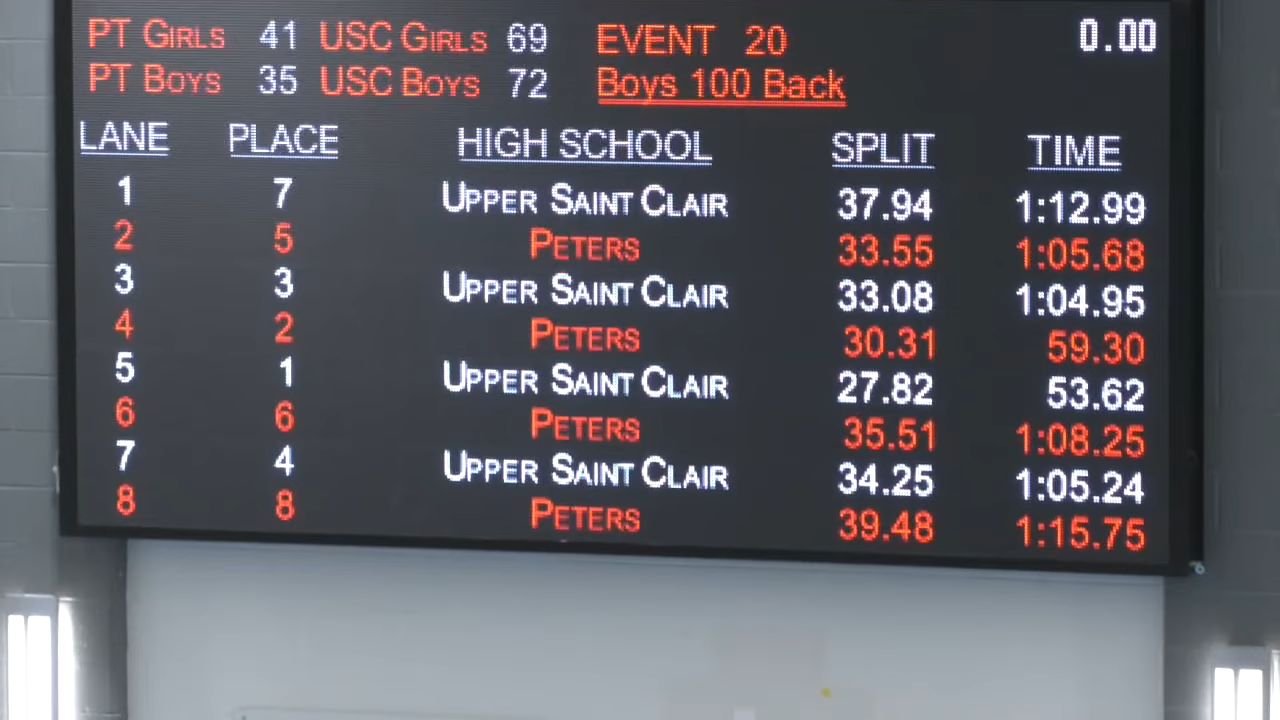 PT Girls 41 USC Girls 69 EVENT 20 0.00
PT Boys 35 USC Boys 72 Boys 100 Back
LANE PLACE HIGH SCHOOL SPLIT TIME
1 7 Upper Saint Clair 37.94 1:12.99
2 5 Peters 33.55 1:05.68
3 3 Upper Saint Clair 33.08 1:04.95
4 2 Peters 30.31 59.30
5 1 Upper Saint Clair 27.82 53.62
6 6 Peters 35.51 1:08.25
7 4 Upper Saint Clair 34.25 1:05.24
8 8 Peters 39.48 1:15.75